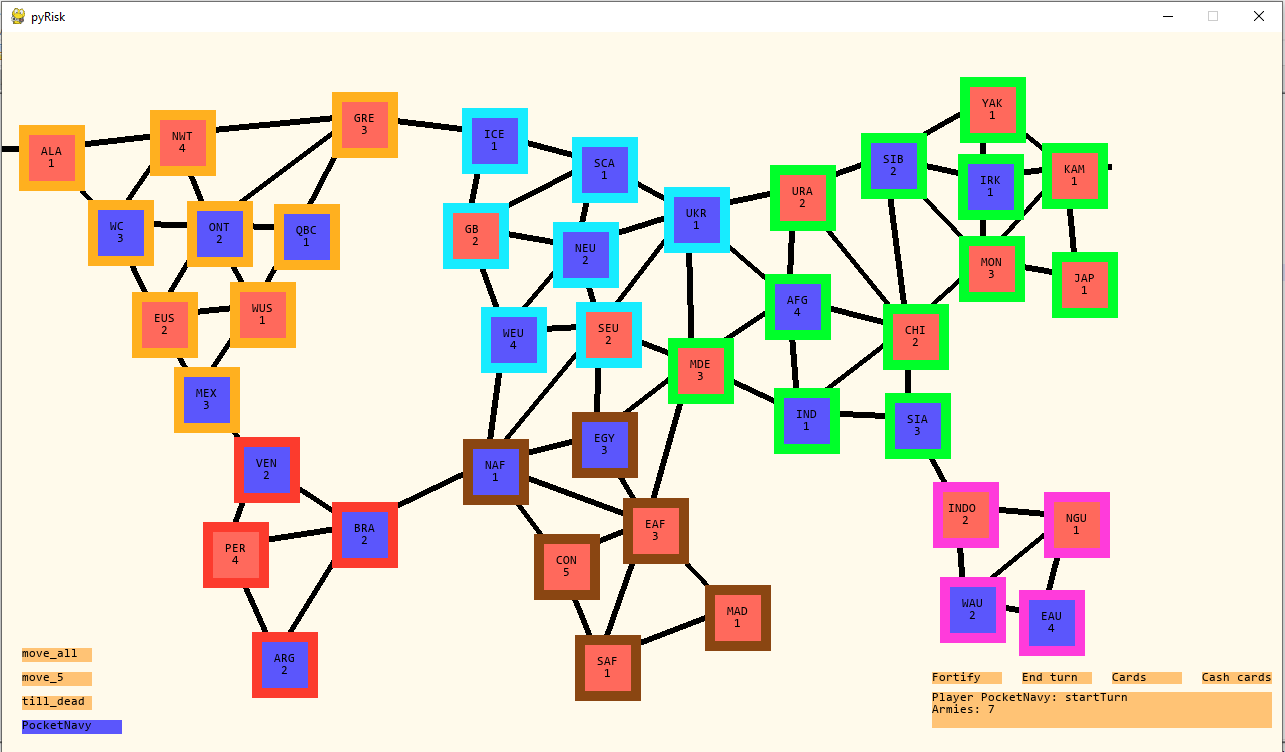 pyRisk
YAK
1
GRE
3
ICE
1
NWT
4
ALA
1
SCA
1
SIB
2
KAM
1
IRK
1
URA
2
UKR
1
WC
3
ONT
2
QBC
1
GB
2
NEU
2
MON
3
JAP
1
AFG
4
WUS
1
EUS
2
WEU
4
SEU
2
CHI
2
MDE
3
MEX
3
IND
1
SIA
3
EGY
3
VEN
2
NAF
1
INDO
2
NGU
1
BRA
2
EAF
3
PER
4
CON
5
WAU
2
MAD
1
EAU
4
ARG
2
SAF
1
move_all
move_5
till_dead
PocketNavy
Fortify End turn Cards Cash cards
Player PocketNavy: startTurn
Armies: 7